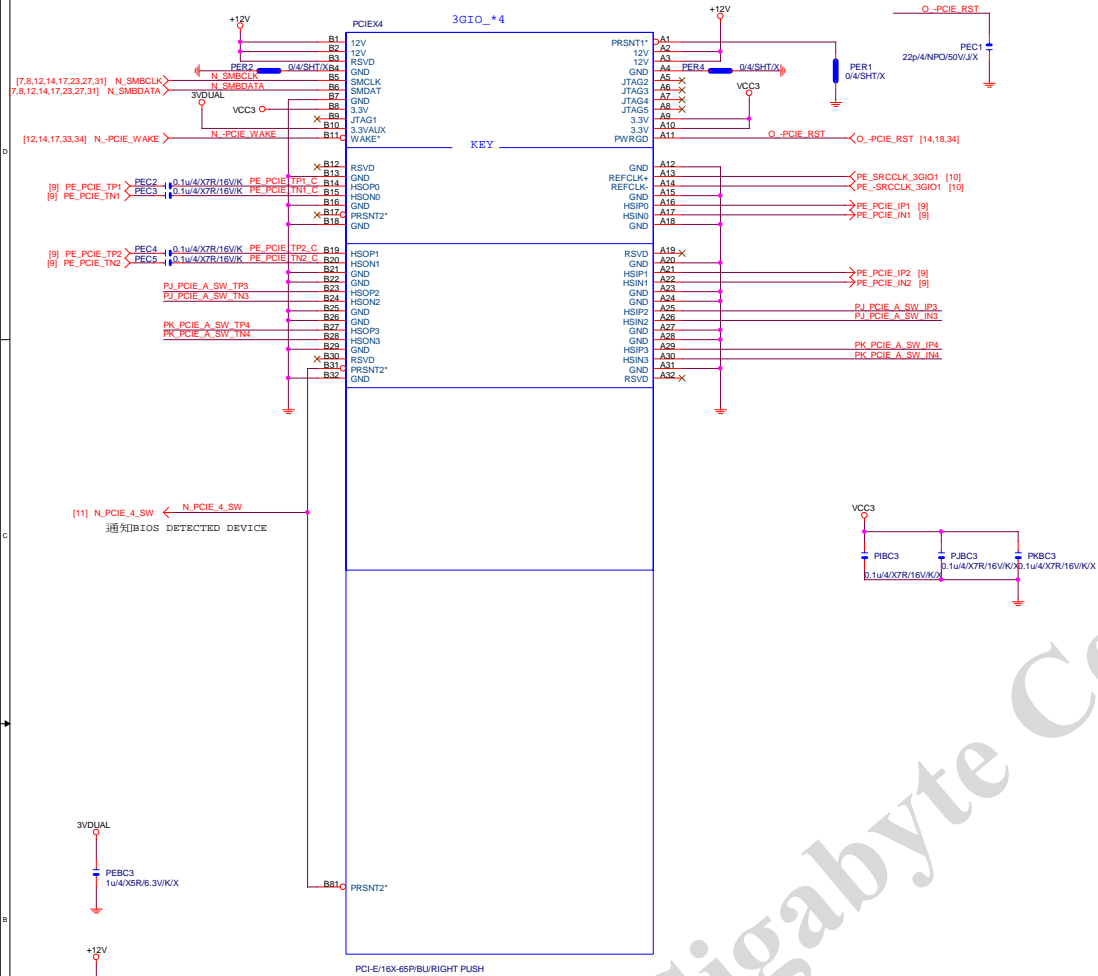 +12V
PCIEX4
3GIO_*4
+12V
O_-PCIE_RST
PEC1
22p/4/NPO/50V/J/X
B1 12V
B2 12V
B3 RSVD
PER2 0/4/SHT/X B4 GND
[7,8,12,14,17,23,27,31] N_SMBCLK N_SMBCLK B5 SMCLK
7,8,12,14,17,23,27,31] N_SMBDATA N_SMBDATA B6 SMDAT
3VDUAL B7 GND
VCC3 B8 3.3V
B9 JTAG1
B10 3.3VAUX
[12,14,17,33,34] N_-PCIE_WAKE N_-PCIE_WAKE B11 WAKE*
PRSNT1* A1
12V A2
12V A3
GND A4 PER4 0/4/SHT/X
PER1
0/4/SHT/X
JTAG2 A5
JTAG3 A6
JTAG4 A7
JTAG5 A8
VCC3
3.3V A9
3.3V A10
PWRGD A11 O_-PCIE_RST O_-PCIE_RST [14,18,34]
KEY
B12 RSVD
B13 GND
[9] PE_PCIE_TP1 PEC2 0.1u/4/X7R/16V/K PE_PCIE_TP1_C B14 HSOP0
[9] PE_PCIE_TN1 PEC3 0.1u/4/X7R/16V/K PE_PCIE_TN1_C B15 HSON0
B16 GND
B17 PRSNT2*
B18 GND
GND A12
REFCLK+ A13 PE_SRCCLK_3GIO1 [10]
REFCLK- A14 PE_-SRCCLK_3GIO1 [10]
GND A15
HSIP0 A16 PE_PCIE_IP1 [9]
HSIN0 A17 PE_PCIE_IN1 [9]
GND A18
[9] PE_PCIE_TP2 PEC4 0.1u/4/X7R/16V/K PE_PCIE_TP2_C B19 HSOP1
[9] PE_PCIE_TN2 PEC5 0.1u/4/X7R/16V/K PE_PCIE_TN2_C B20 HSON1
B21 GND
B22 GND
PJ_PCIE_A_SW_TP3 B23 HSOP2
PJ_PCIE_A_SW_TN3 B24 HSON2
B25 GND
B26 GND
PK_PCIE_A_SW_TP4 B27 HSOP3
PK_PCIE_A_SW_TN4 B28 HSON3
B29 GND
B30 RSVD
B31 PRSNT2*
B32 GND
RSVD A19
GND A20
HSIP1 A21 PE_PCIE_IP2 [9]
HSIN1 A22 PE_PCIE_IN2 [9]
GND A23
GND A24
HSIP2 A25 PJ_PCIE_A_SW_IP3
HSIN2 A26 PJ_PCIE_A_SW_IN3
GND A27
GND A28
HSIP3 A29 PK_PCIE_A_SW_IP4
HSIN3 A30 PK_PCIE_A_SW_IN4
GND A31
RSVD A32
D
[11] N_PCIE_4_SW N_PCIE_4_SW
通知BIOS DETECTED DEVICE
C
VCC3
PIBC3 PJBC3 PKBC3
0.1u/4/X7R/16V/K/X 0.1u/4/X7R/16V/K/X 0.1u/4/X7R/16V/K/X
3VDUAL
PEBC3
1u/4/X5R/6.3V/K/X
B81 PRSNT2*
B
+12V
PCI-E/16X-65P/BU/RIGHT PUSH
Gigabyte Co